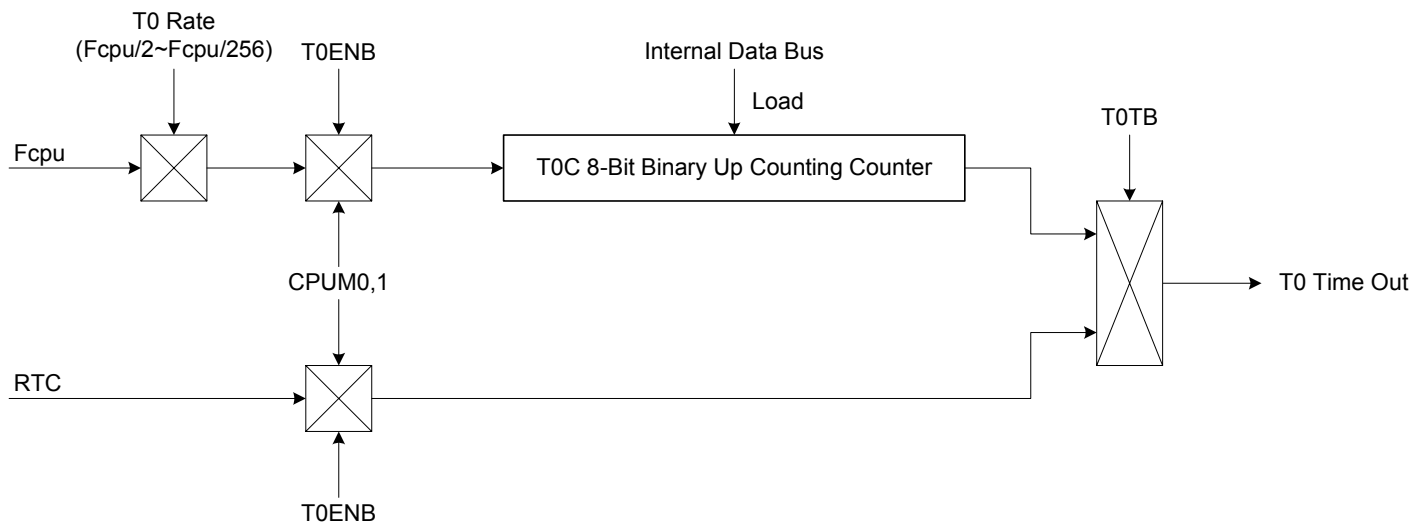 T0 Rate
(Fcpu/2~Fcpu/256)
T0ENB
Internal Data Bus
Load
T0TB
Fcpu
T0C 8-Bit Binary Up Counting Counter
CPUM0,1
T0 Time Out
RTC
T0ENB